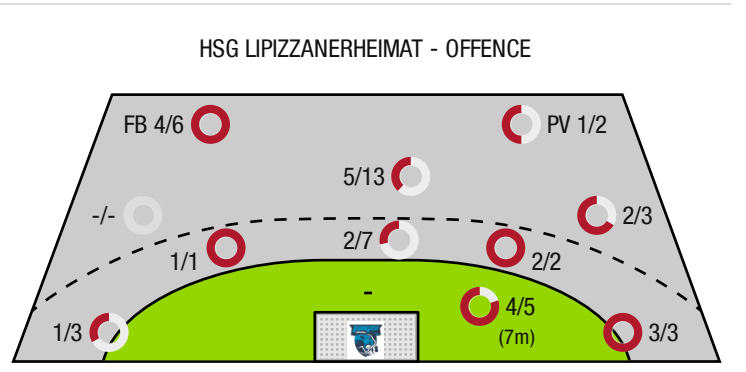 HSG LIPIZZANERHEIMAT - OFFENCE
FB 4/6
PV 1/2
5/13
-/-
2/3
2/7
1/1
2/2
-
4/5
(7m)
1/3
3/3